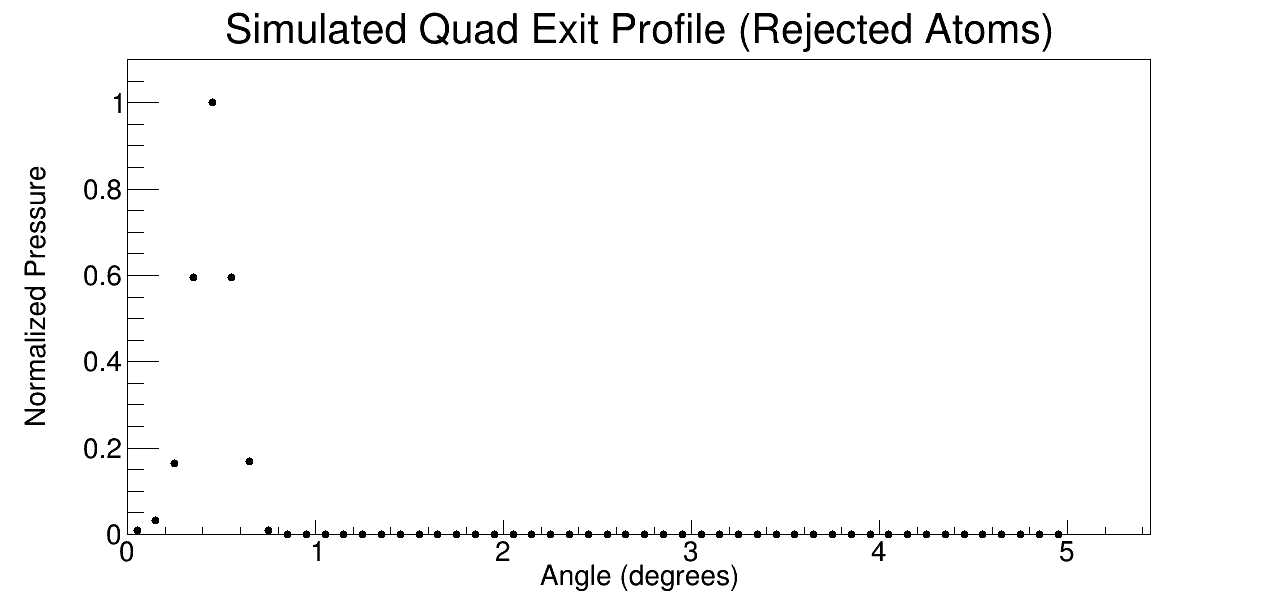 Simulated Quad Exit Profile (Rejected Atoms)
Normalized Pressure
1
0.8
0.6
0.4
0.2
0
0 1 2 3 4 5
Angle (degrees)